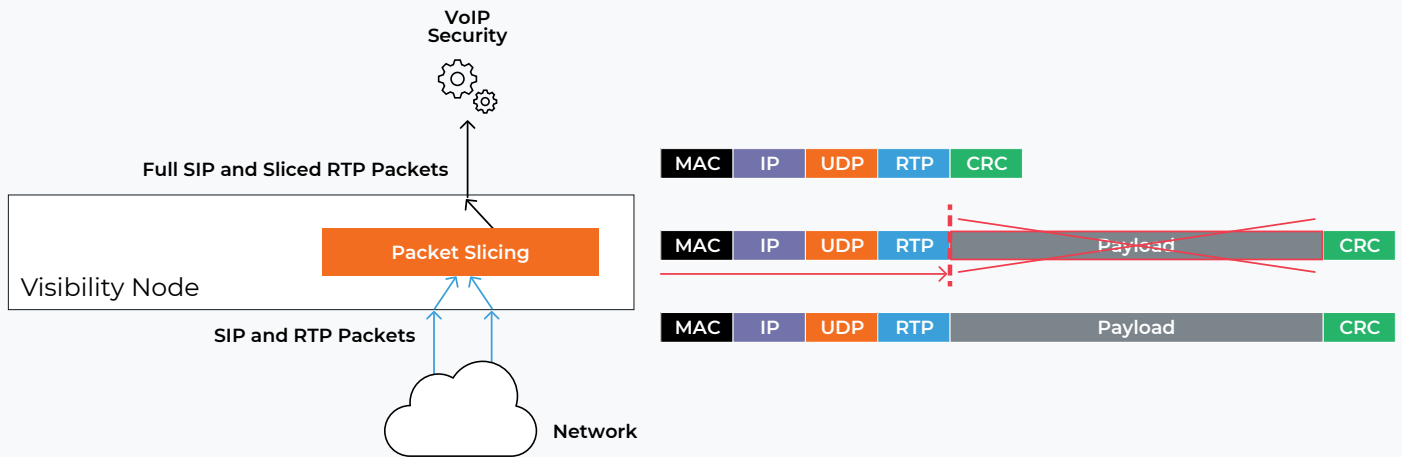 VoIP
Security
Full SIP and Sliced RTP Packets
Packet Slicing
Visibility Node
SIP and RTP Packets
Network
MAC IP UDP RTP CRC
MAC IP UDP RTP Payload CRC
MAC IP UDP RTP Payload CRC